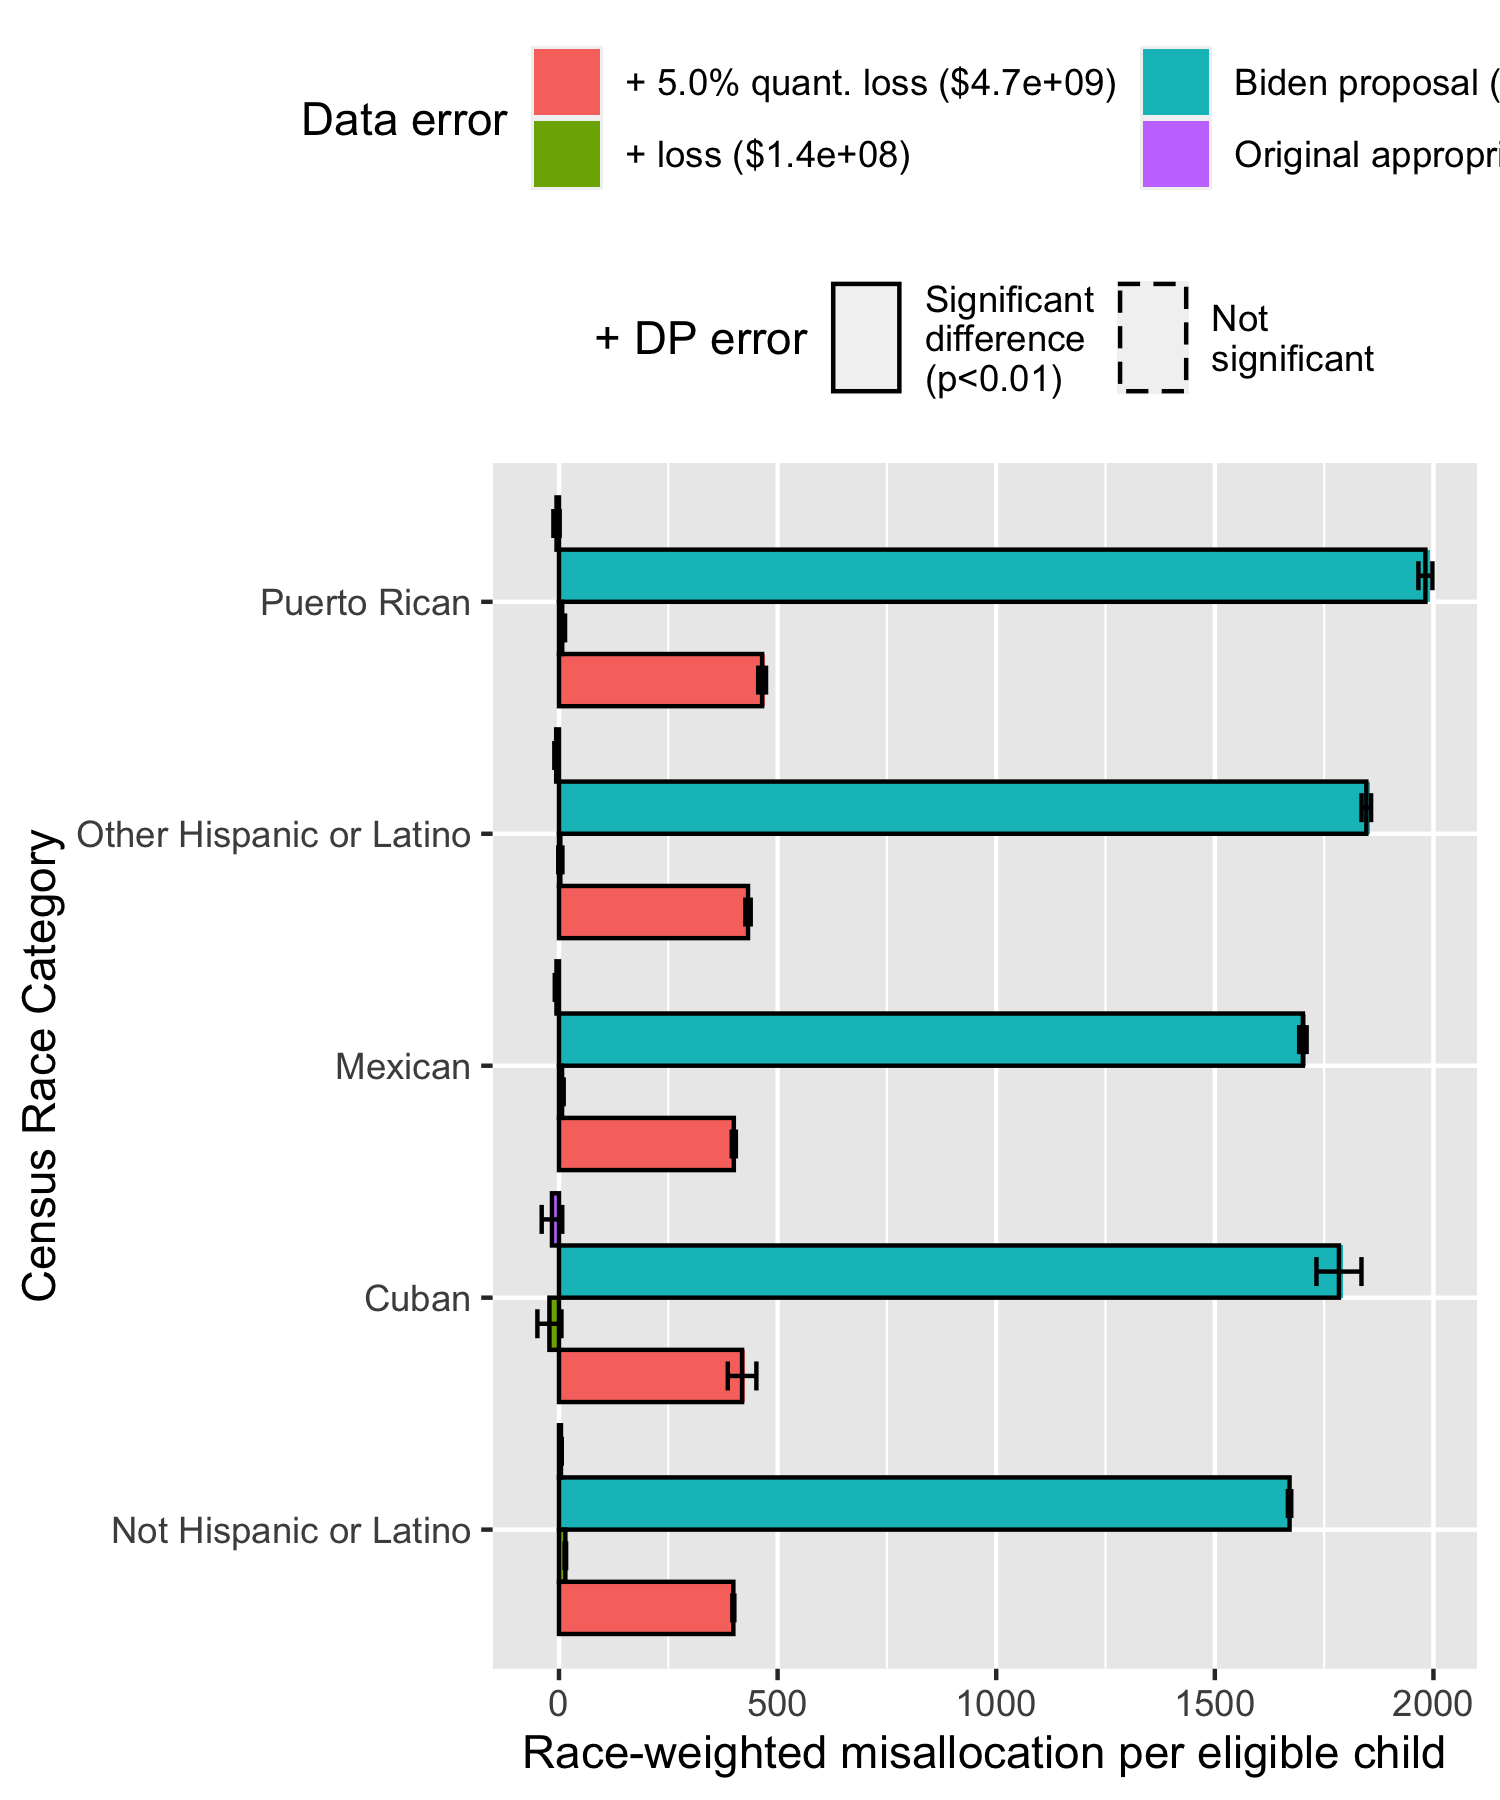 Data error
+ 5.0% quant. loss ($4.7e+09)
Biden proposal (
+ loss ($1.4e+08)
Original appropri
+ DP error
Significant
difference
(p<0.01)
Not
significant
Census Race Category
Puerto Rican
Other Hispanic or Latino
Mexican
Cuban
Not Hispanic or Latino
0 500 1000 1500 2000
Race-weighted misallocation per eligible child